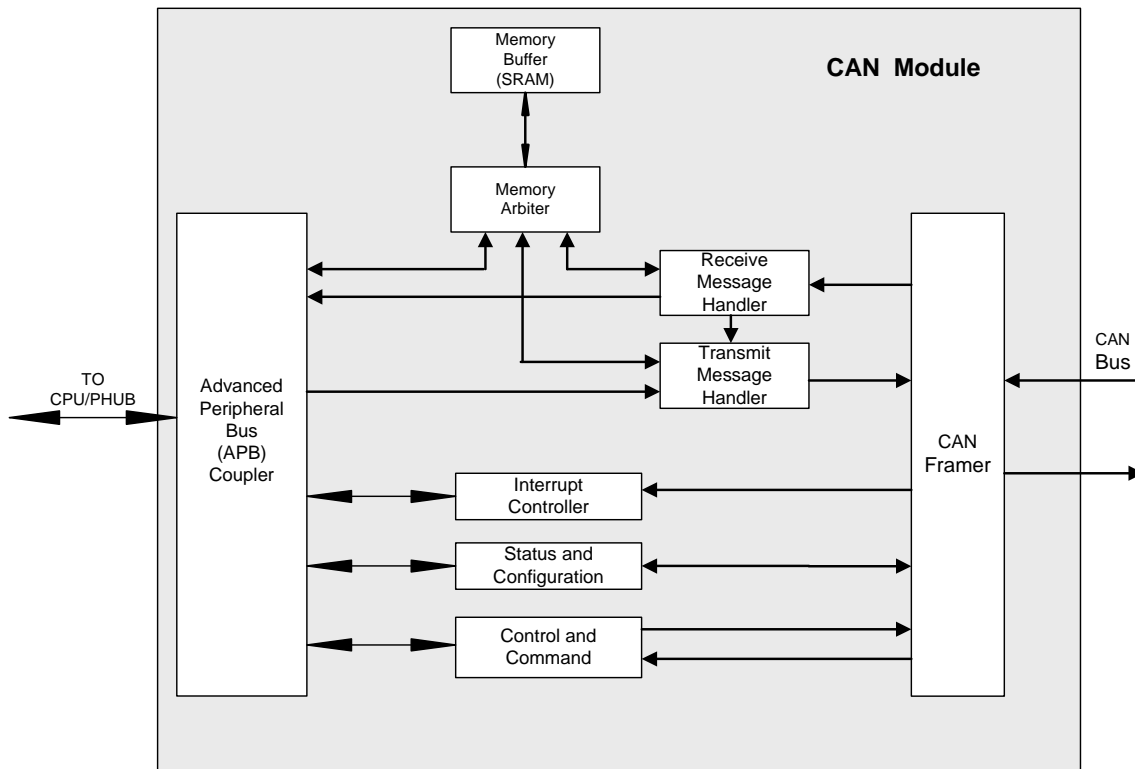 Memory
Buffer
(SRAM)
CAN Module
Memory
Arbiter
Receive
Message
Handler
Transmit
Message
Handler
CAN
Bus
TO
CPU/PHUB
Advanced
Peripheral
Bus
(APB)
Coupler
CAN
Framer
Interrupt
Controller
Status and
Configuration
Control and
Command